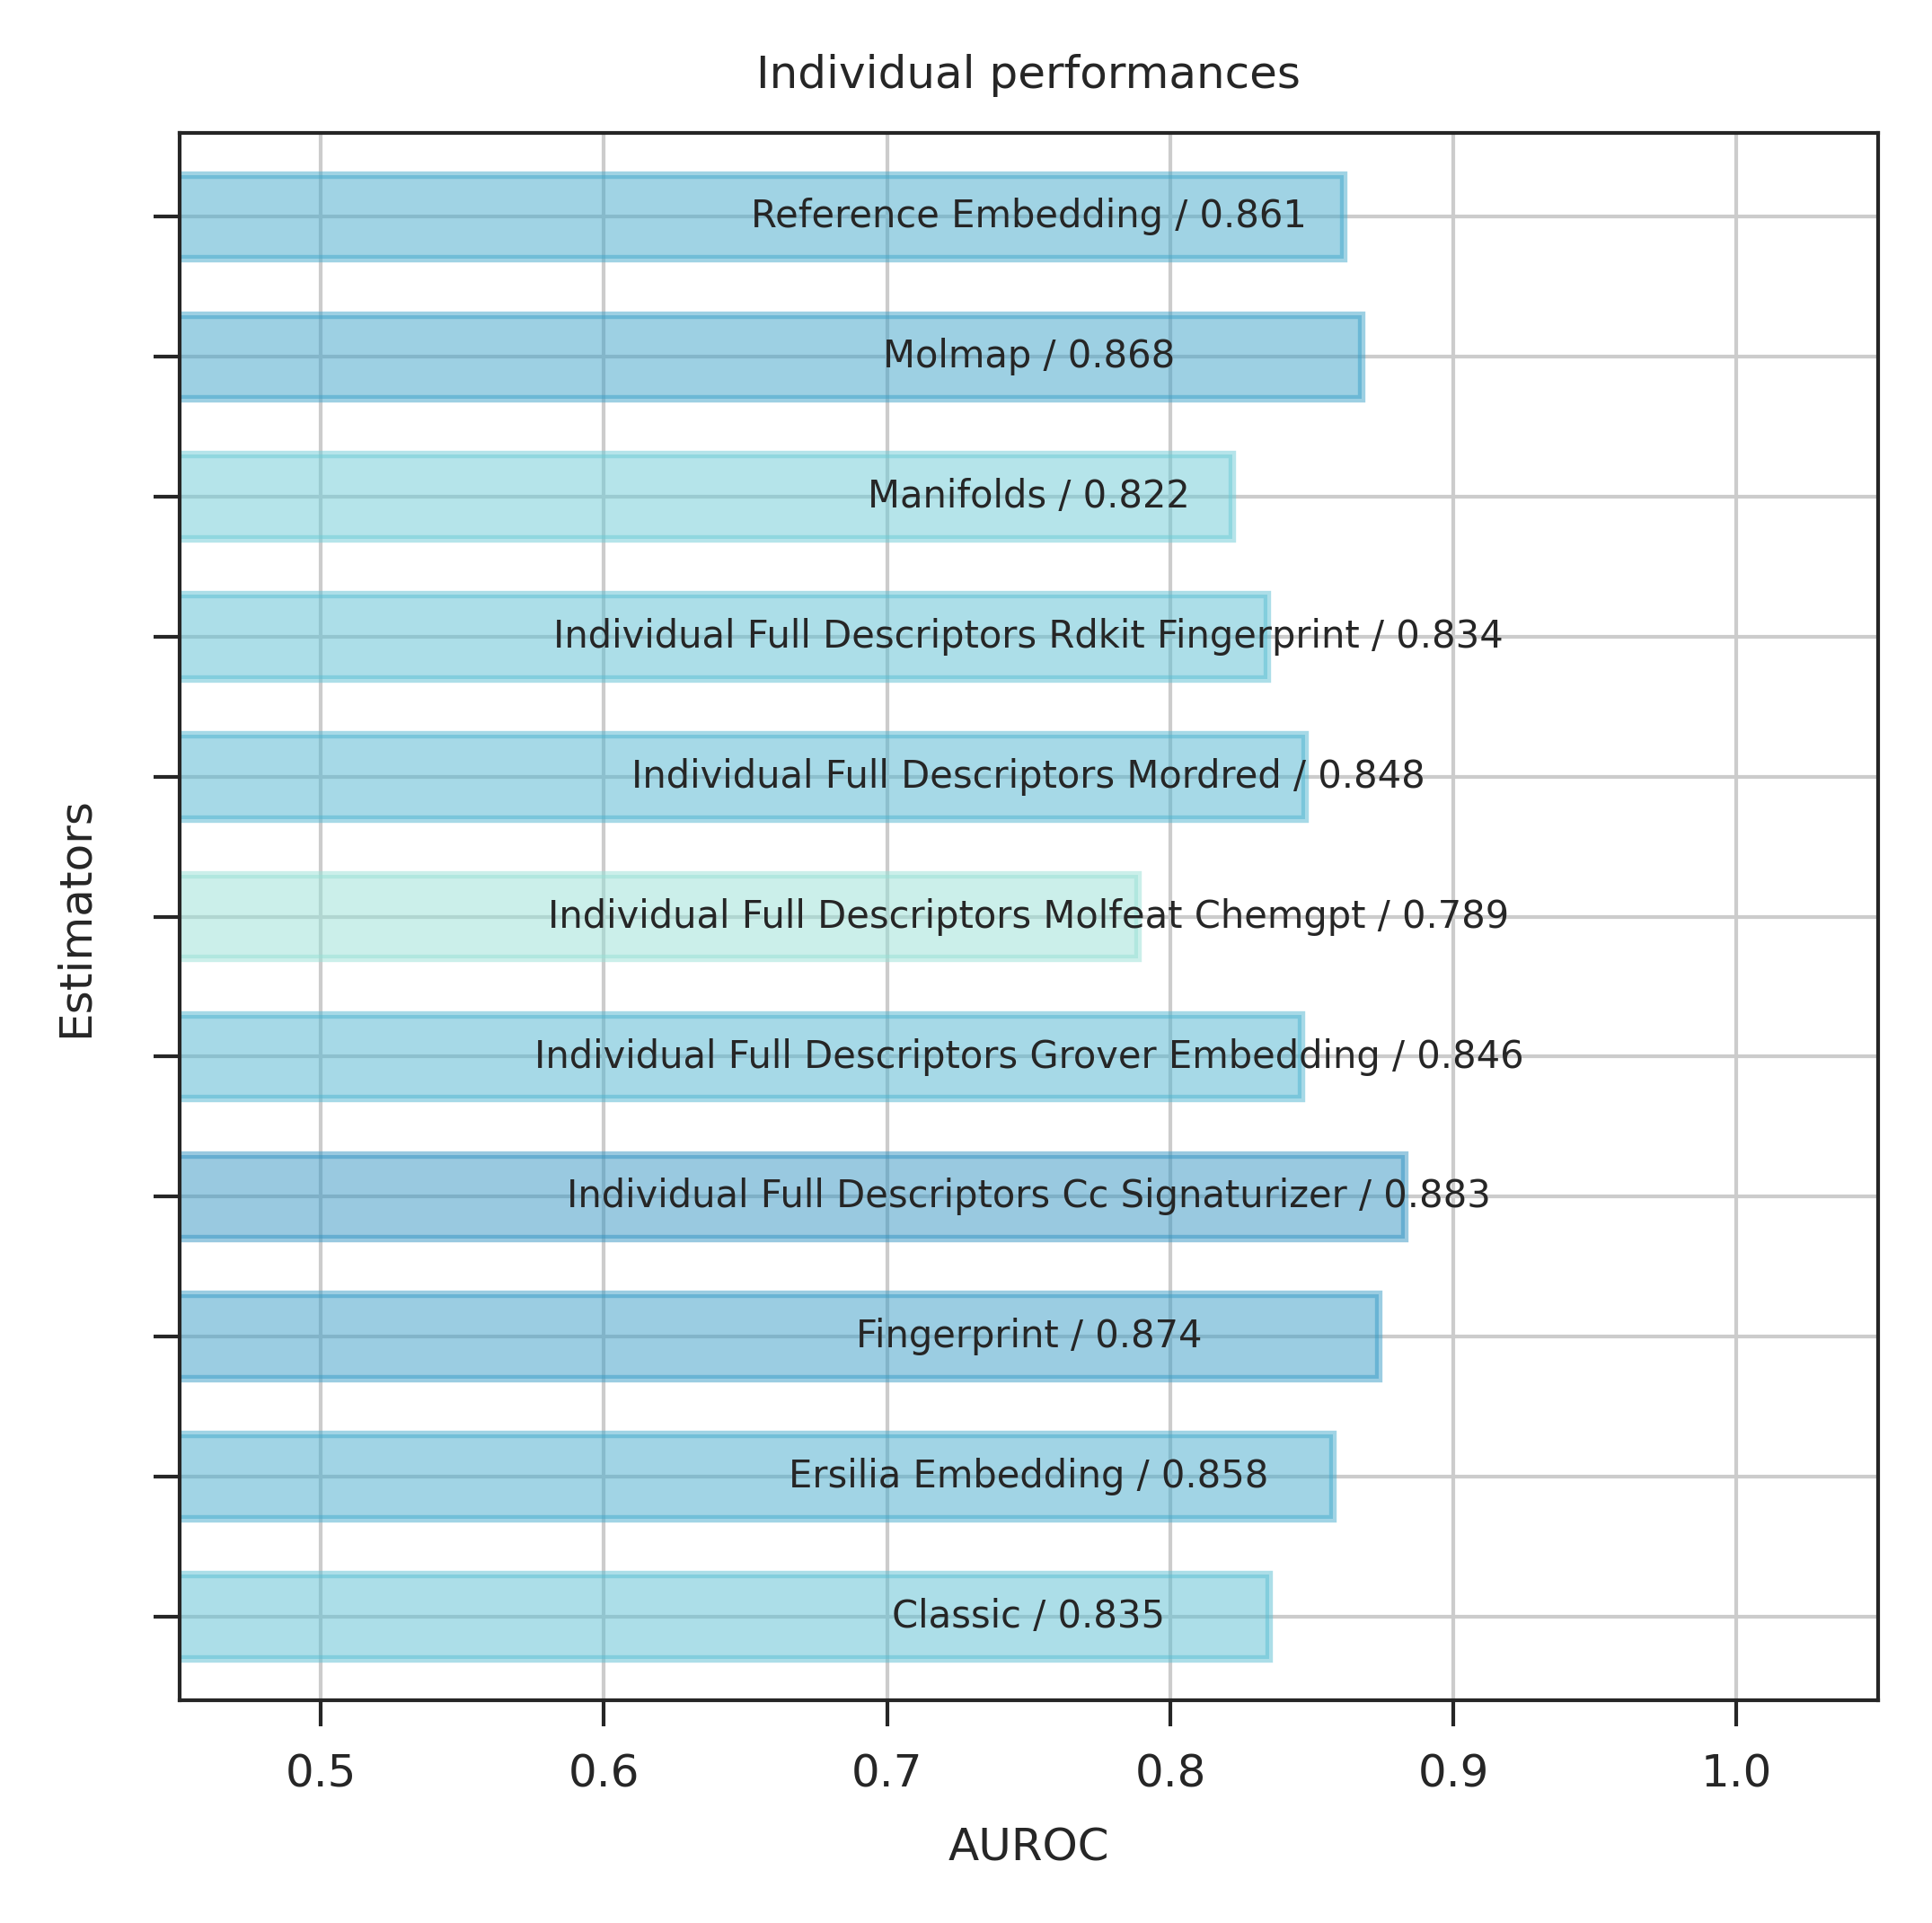 Individual performances
Reference Embedding / 0.861
Molmap / 0.868
Manifolds / 0.822
Individual Full Descriptors Rdkit Fingerprint / 0.834
Individual Full Descriptors Mordred / 0.848
Individual Full Descriptors Molfeat Chemgpt / 0.789
Individual Full Descriptors Grover Embedding / 0.846
Individual Full Descriptors Cc Signaturizer / 0.883
Fingerprint / 0.874
Ersilia Embedding / 0.858
Classic / 0.835
Estimators
0.5 0.6 0.7 0.8 0.9 1.0
AUROC